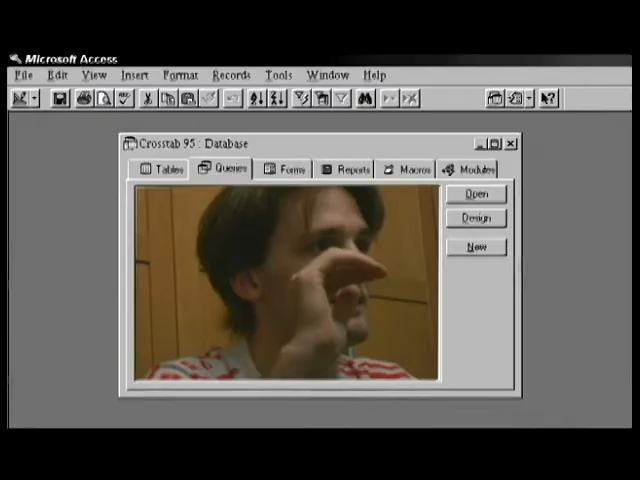 Microsoft Access
File Edit View Insert Format Records Tools Window Help
Crosstab 95 : Database
Tables Queries Forms Reports Macros Modules
Open
Design
New